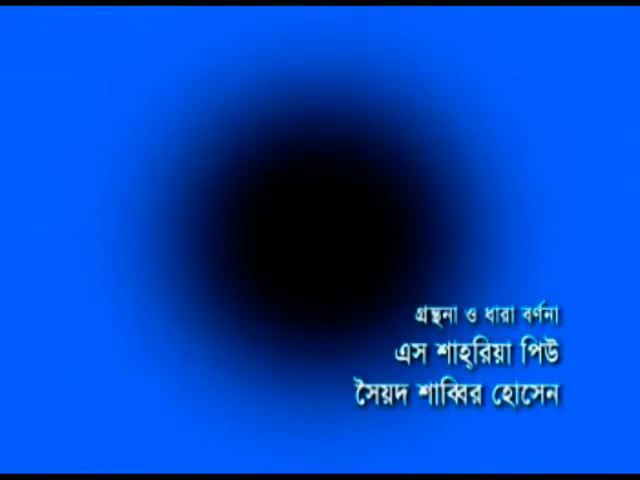 গ্রন্থনা ও ধারা বর্ণনা
এস শাহ্‌রিয়া পিউ
সৈয়দ শাব্বির হোসেন